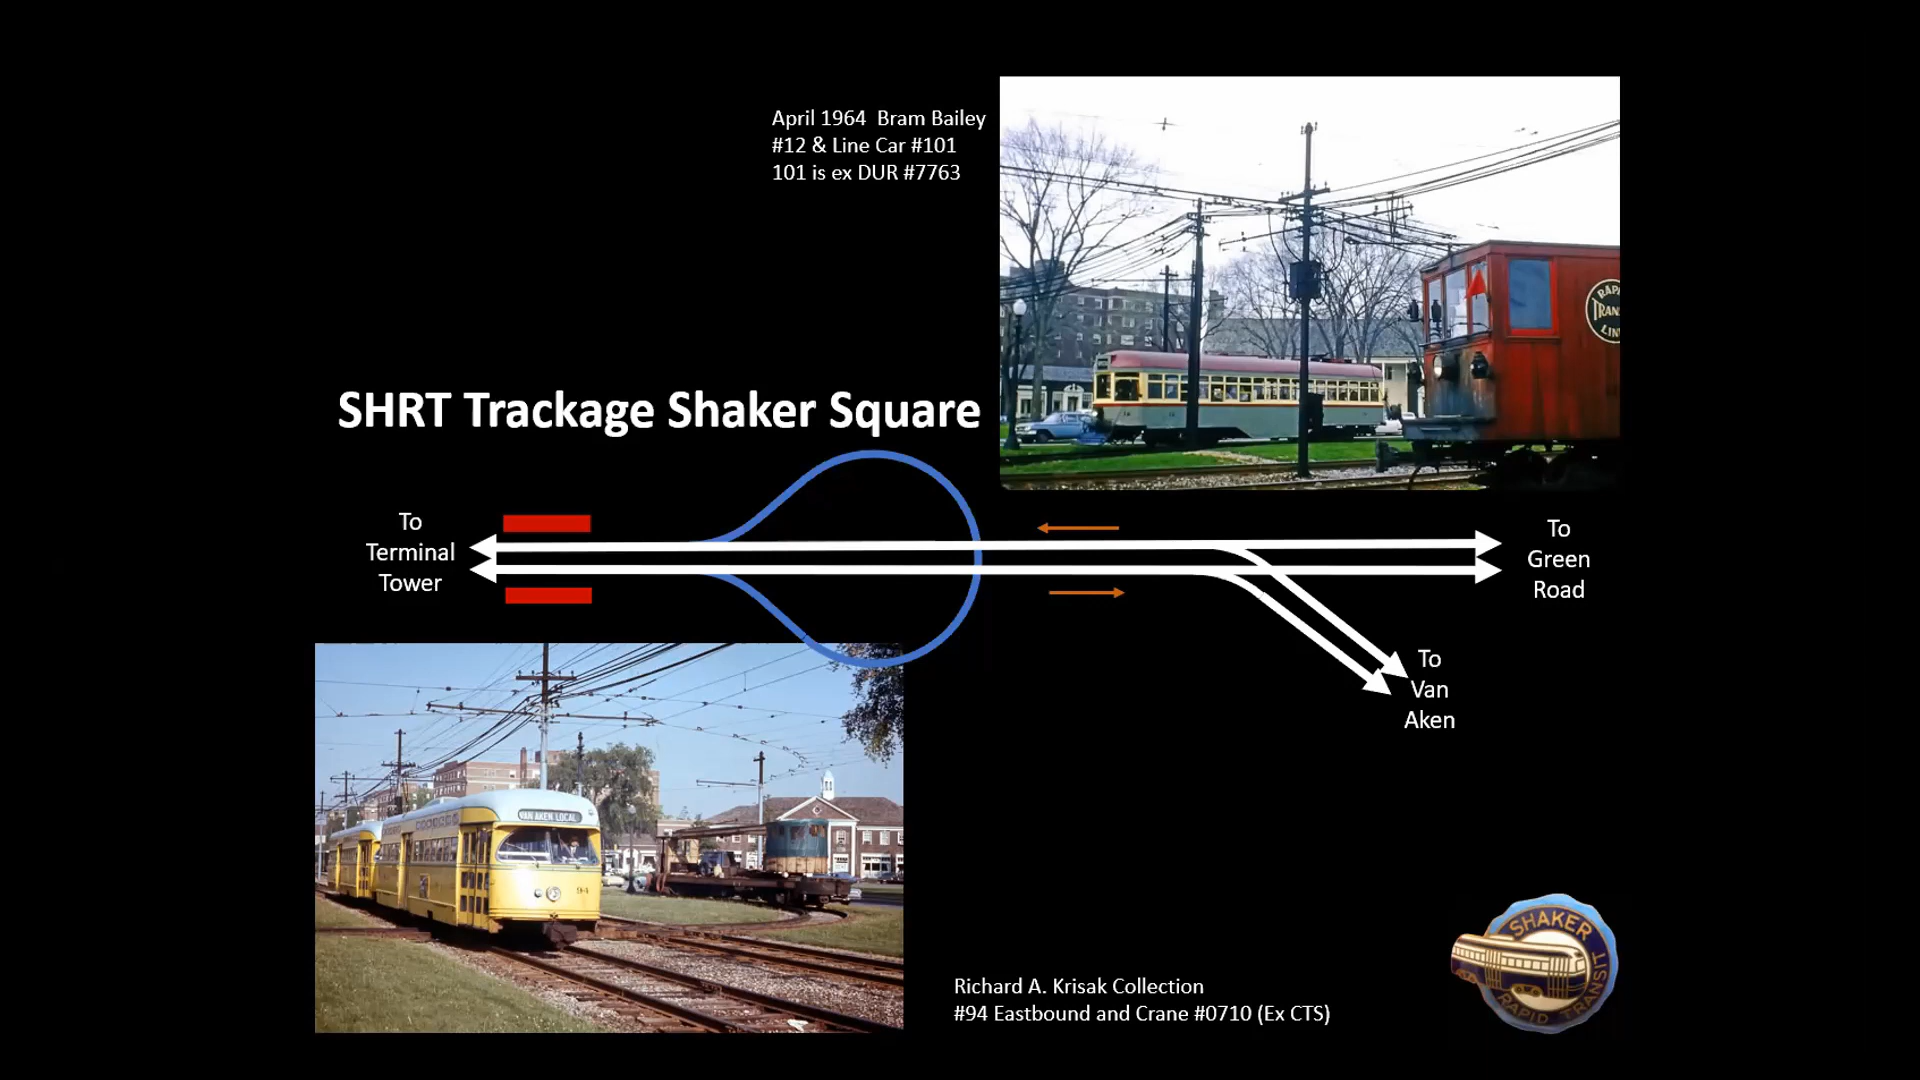 April 1964  Bram Bailey
#12 & Line Car #101
101 is ex DUR #7763
SHRT Trackage Shaker Square
To
Terminal
Tower
To
Green
Road
To
Van
Aken
VAN AKEN LOCAL
94
Richard A. Krisak Collection
#94 Eastbound and Crane #0710 (Ex CTS)
SHAKER
RAPID TRANSIT